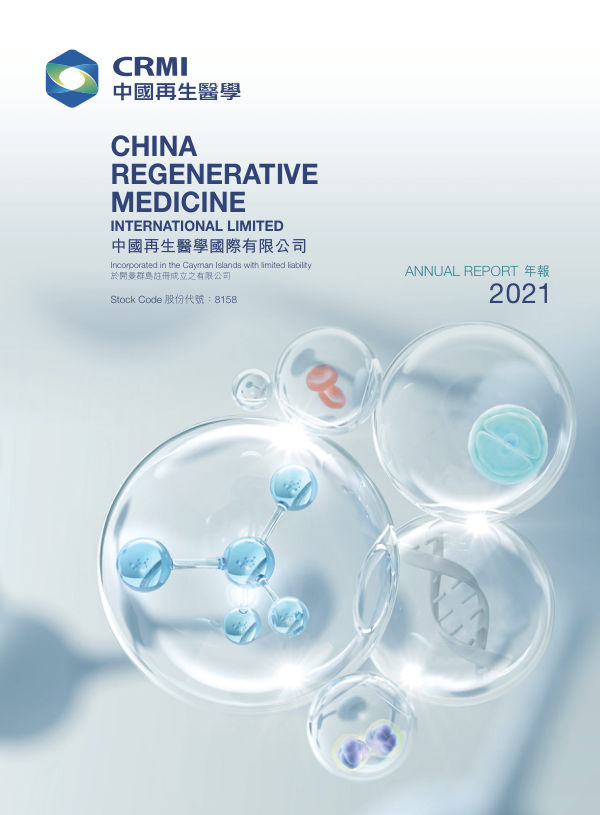 CRMI
中國再生醫學
CHINA
REGENERATIVE
MEDICINE
INTERNATIONAL LIMITED
中國再生醫學國際有限公司
Incorporated in the Cayman Islands with limited liability
於開曼群島註冊成立之有限公司
Stock Code 股份代號：8158
ANNUAL REPORT 年報
2021